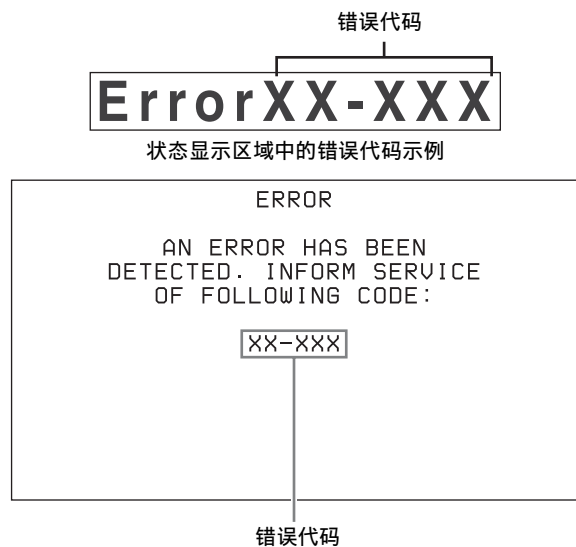 错误代码
ErrorXX-XXX
状态显示区域中的错误代码示例
ERROR
AN ERROR HAS BEEN
DETECTED. INFORM SERVICE
OF FOLLOWING CODE:
XX-XXX
错误代码